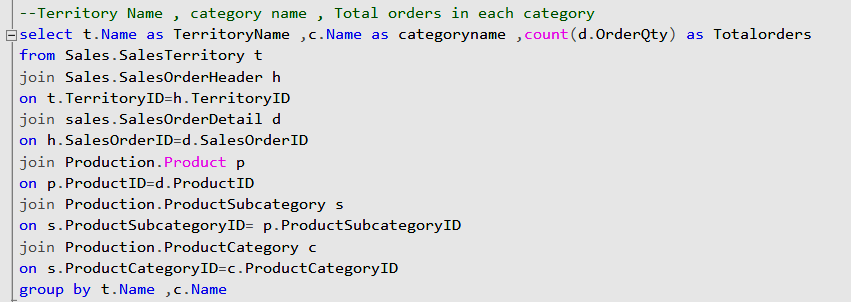 --Territory Name , category name , Total orders in each category
select t.Name as TerritoryName ,c.Name as categoryname ,count(d.OrderQty) as Totalorders
from Sales.SalesTerritory t
join Sales.SalesOrderHeader h
on t.TerritoryID=h.TerritoryID
join sales.SalesOrderDetail d
on h.SalesOrderID=d.SalesOrderID
join Production.Product p
on p.ProductID=d.ProductID
join Production.ProductSubcategory s
on s.ProductSubcategoryID= p.ProductSubcategoryID
join Production.ProductCategory c
on s.ProductCategoryID=c.ProductCategoryID
group by t.Name ,c.Name